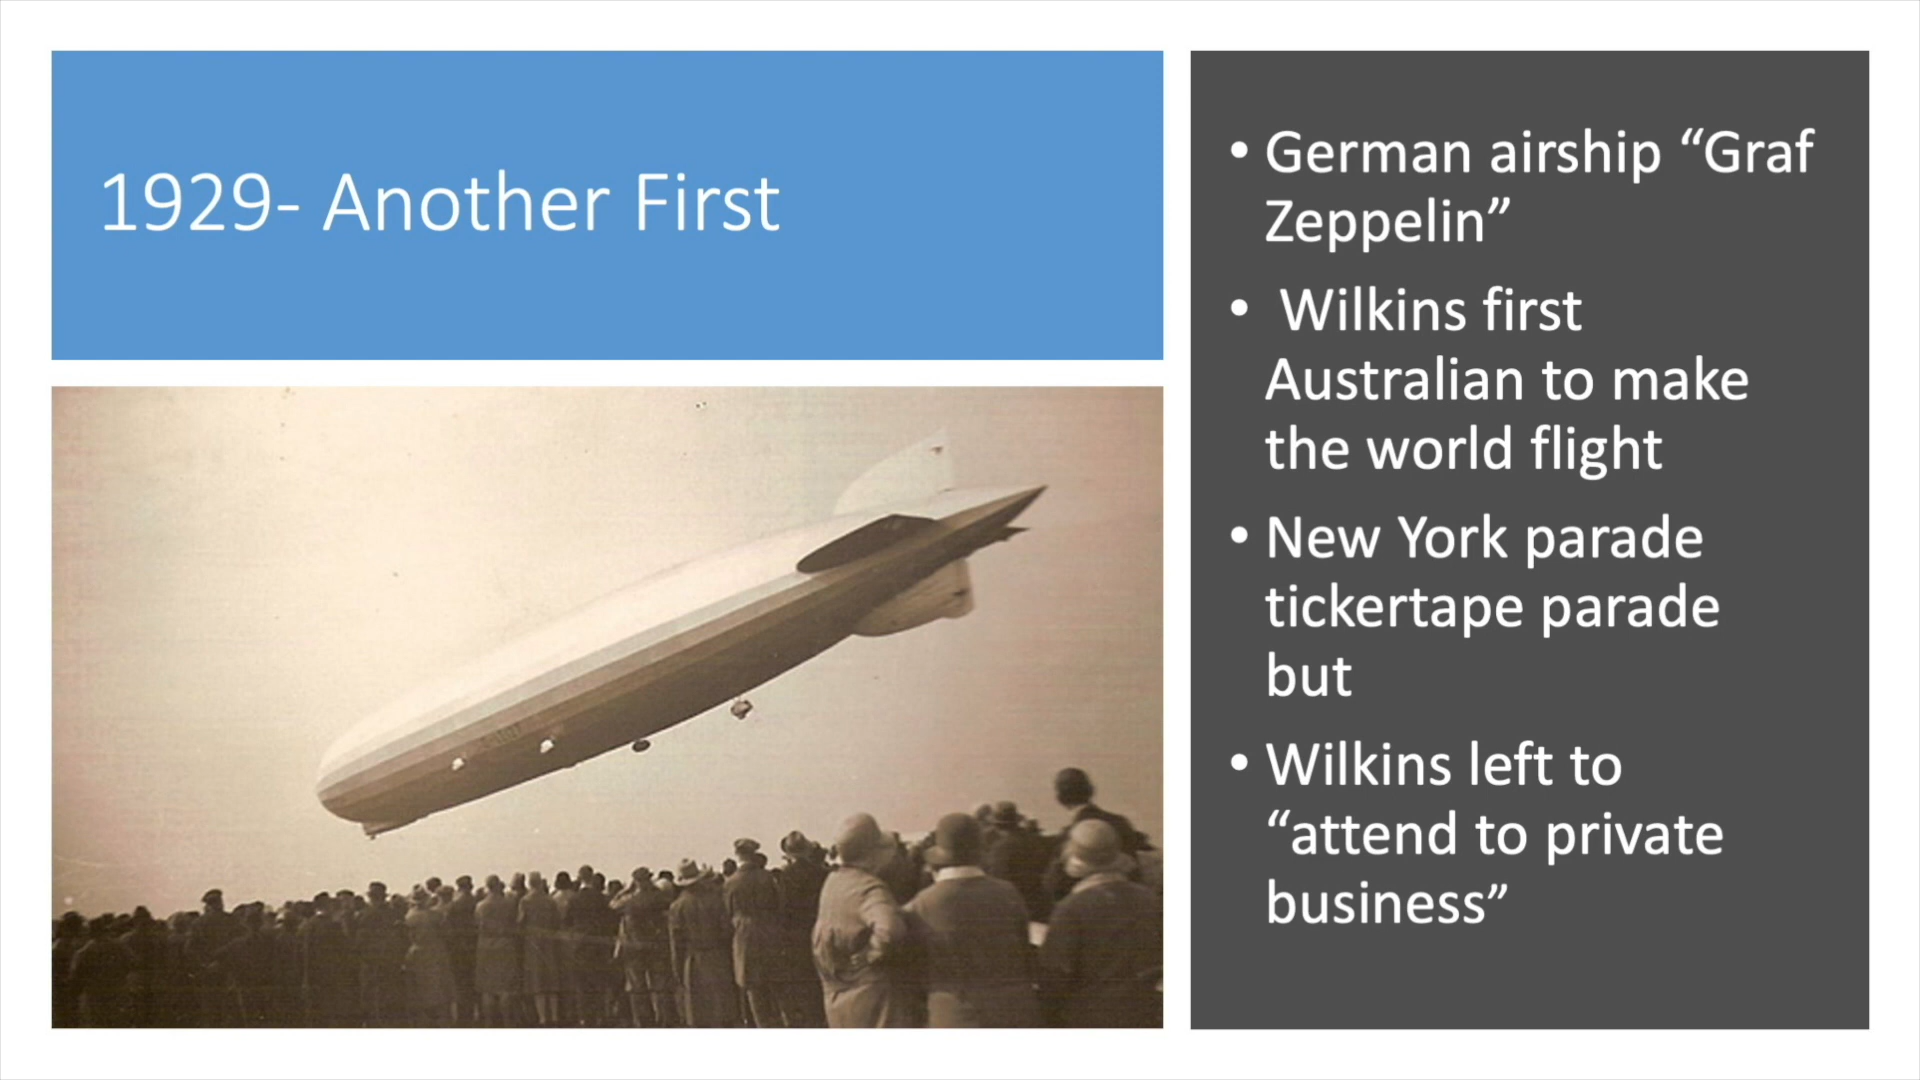 1929- Another First
• German airship “Graf
Zeppelin”
• Wilkins first
Australian to make
the world flight
• New York parade
tickertape parade
but
• Wilkins left to
“attend to private
business”